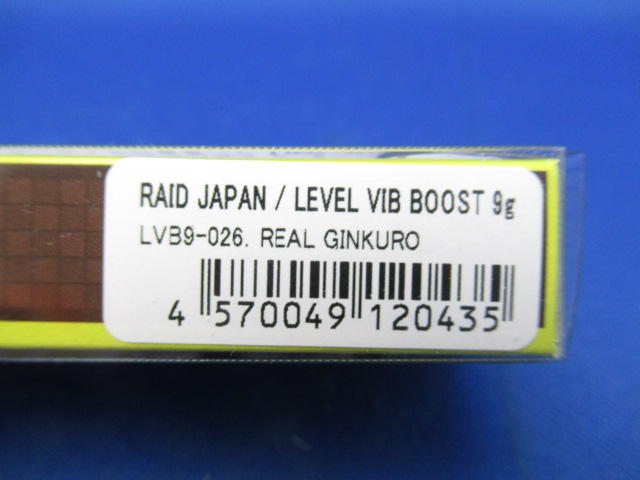 RAID JAPAN / LEVEL VIB BOOST 9g
LVB9-026. REAL GINKURO
4 570049 120435